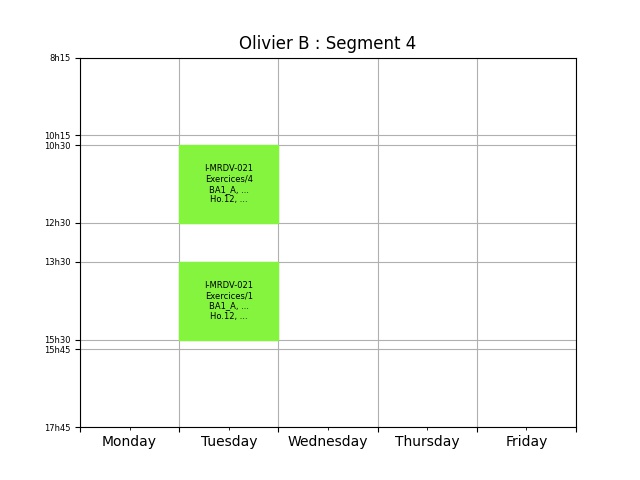 Olivier B : Segment 4
8h15
10h15
10h30
I-MRDV-021
Exercices/4
BA1_A, ...
Ho.12, ...
12h30
13h30
I-MRDV-021
Exercices/1
BA1_A, ...
Ho.12, ...
15h30
15h45
17h45
Monday Tuesday Wednesday Thursday Friday